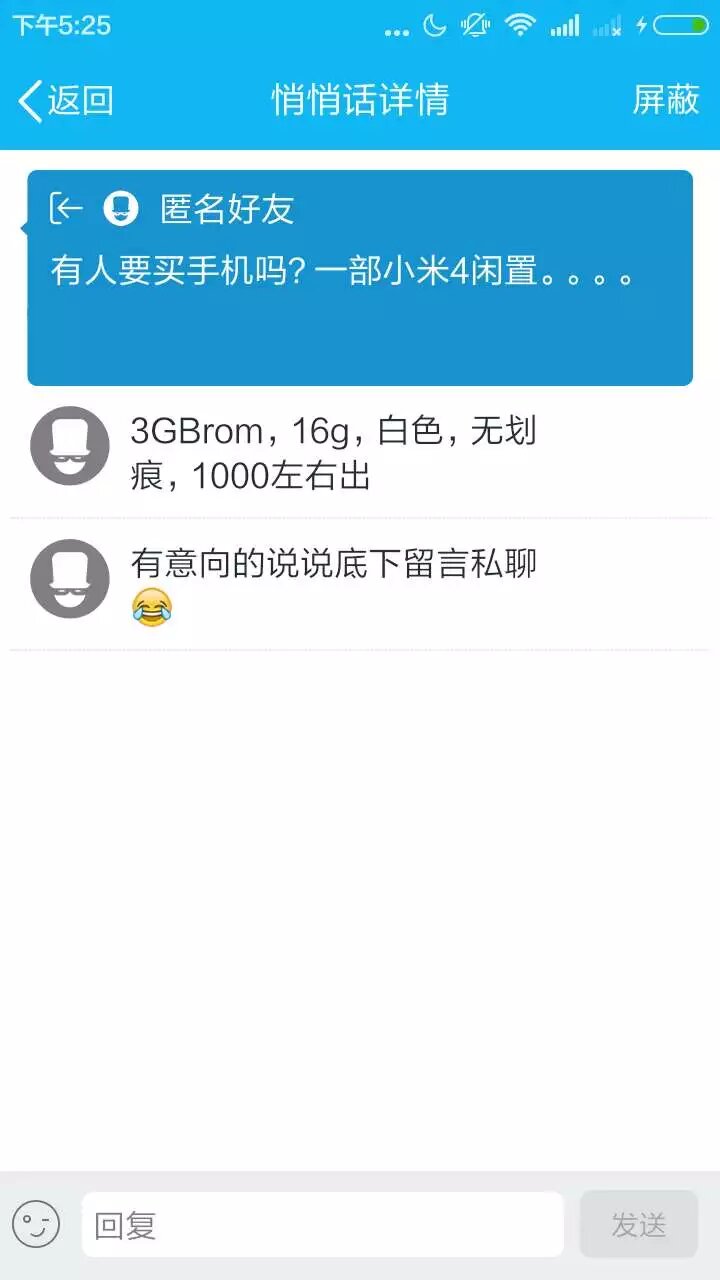 下午5:25
返回
悄悄话详情
屏蔽
匿名好友
有人要买手机吗？一部小米4闲置。。。。
3GBrom，16g，白色，无划
痕，1000左右出
有意向的说说底下留言私聊
😂
回复
发送